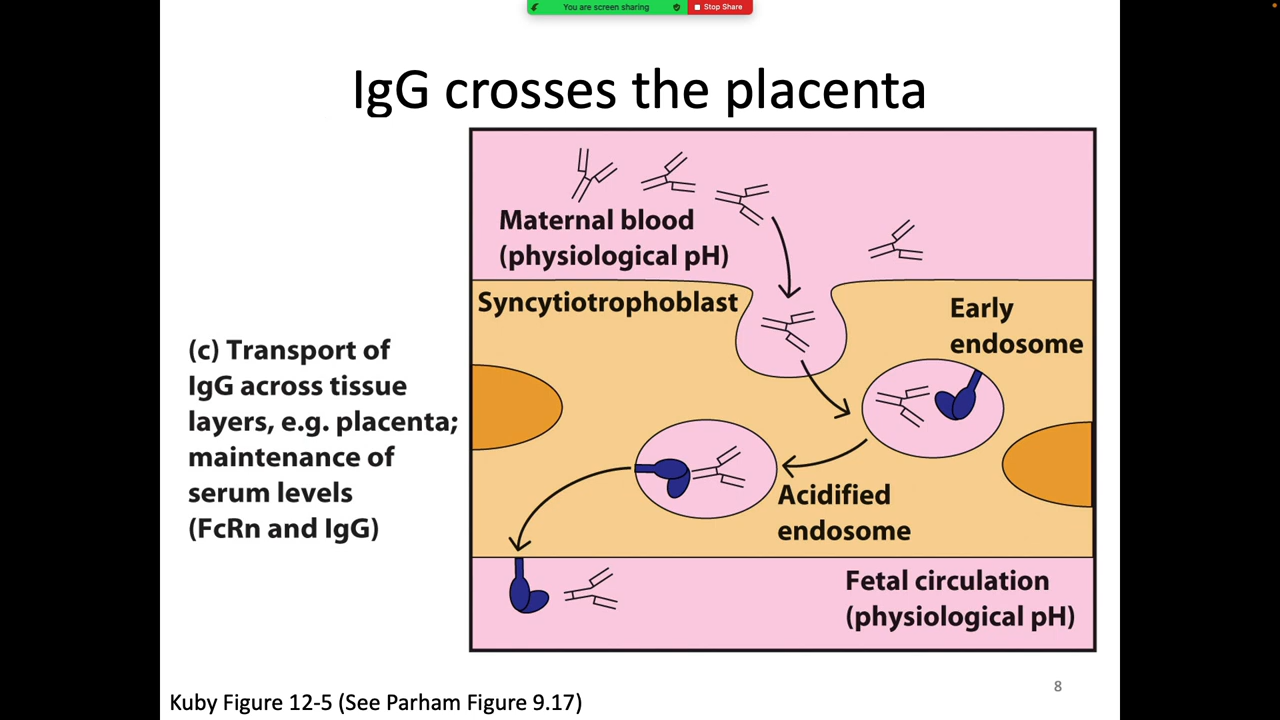 You are screen sharing
Stop Share
IgG crosses the placenta
Maternal blood
(physiological pH)
Syncytiotrophoblast
Early
endosome
(c) Transport of
IgG across tissue
layers, e.g. placenta;
maintenance of
serum levels
(FcRn and IgG)
Acidified
endosome
Fetal circulation
(physiological pH)
8
Kuby Figure 12-5 (See Parham Figure 9.17)